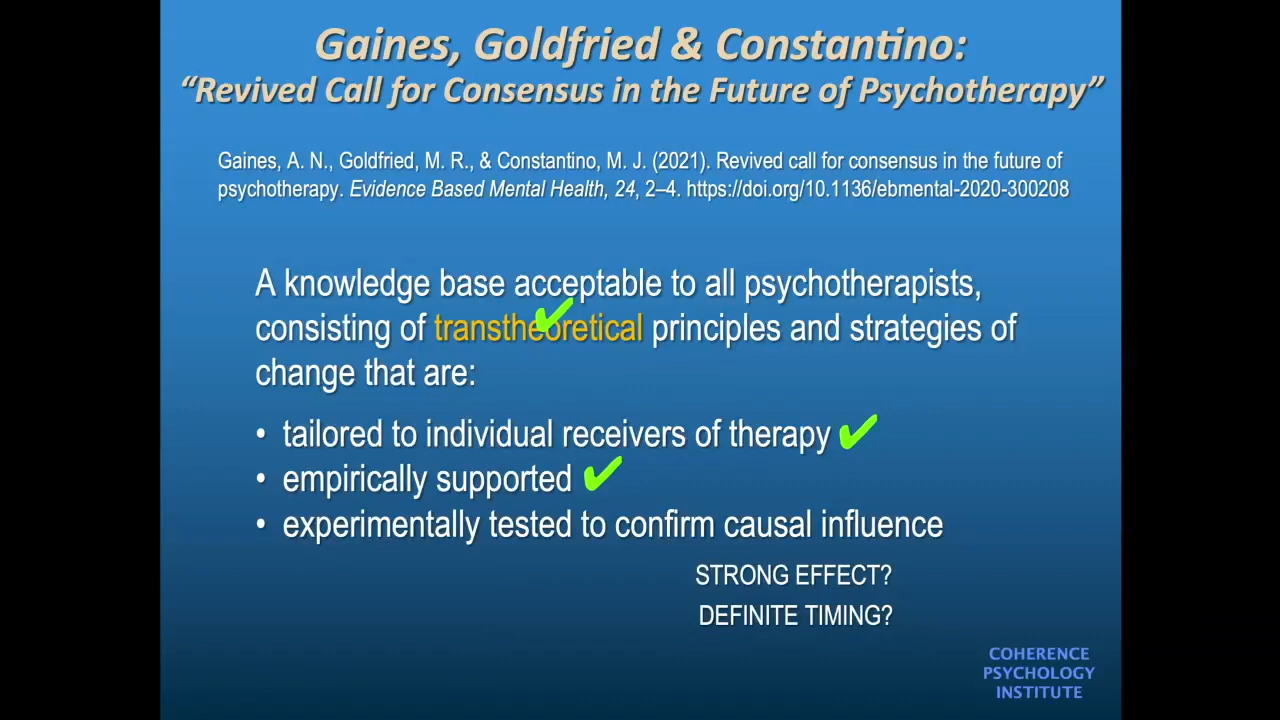 Gaines, Goldfried & Constantino:
“Revived Call for Consensus in the Future of Psychotherapy”
Gaines, A. N., Goldfried, M. R., & Constantino, M. J. (2021). Revived call for consensus in the future of
psychotherapy. Evidence Based Mental Health, 24, 2–4. https://doi.org/10.1136/ebmental-2020-300208
A knowledge base acceptable to all psychotherapists,
consisting of transtheoretical principles and strategies of
change that are:
• tailored to individual receivers of therapy ✔
• empirically supported ✔
• experimentally tested to confirm causal influence
STRONG EFFECT?
DEFINITE TIMING?
COHERENCE
PSYCHOLOGY
INSTITUTE